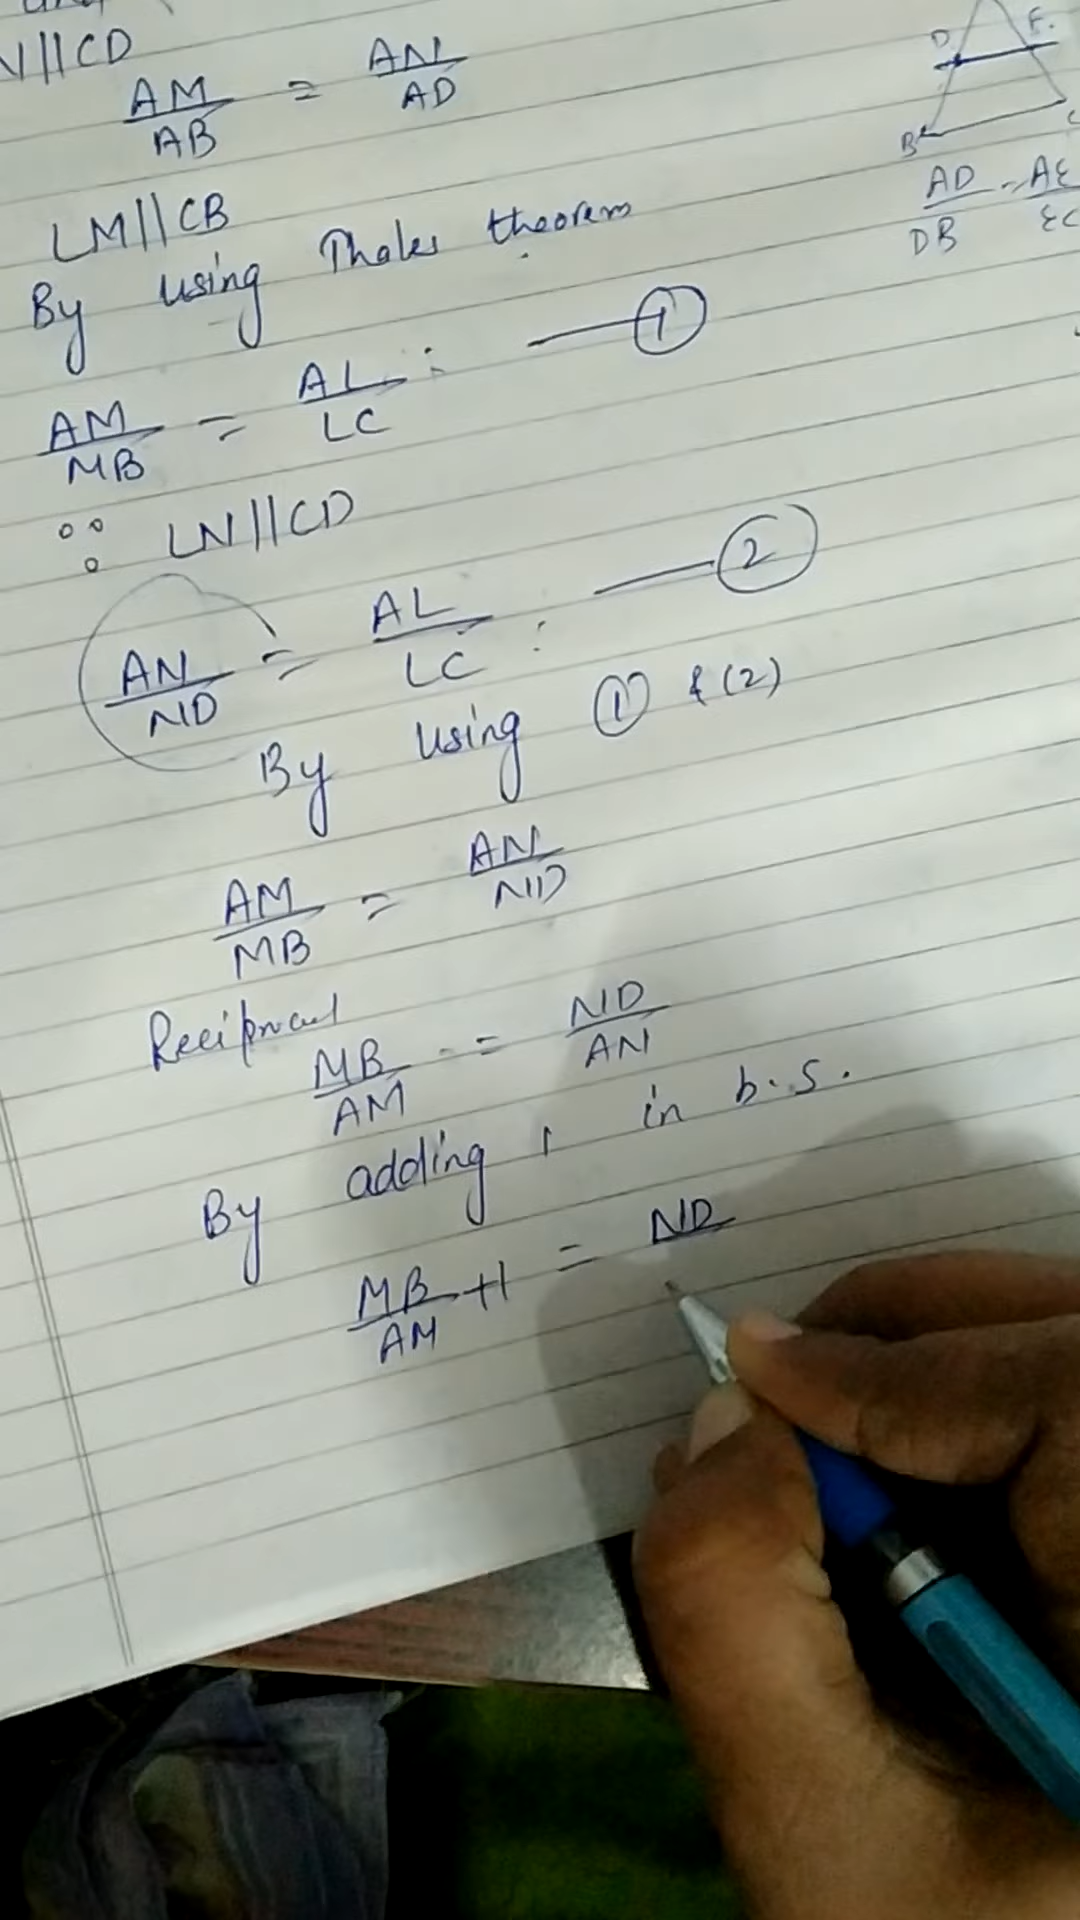 N||CD
AM/AB = AN/AD
LM||CB
By using Thales theorem
AM/MB = AL/LC : — ①
∵ LN||CD
AN/ND = AL/LC : — ②
By using ① & (2)
AM/MB = AN/ND
Reciprocal
MB/AM = ND/AN
By adding 1 in b.s.
MB/AM +1 = ND
D E
B C
AD/DB = AE/EC